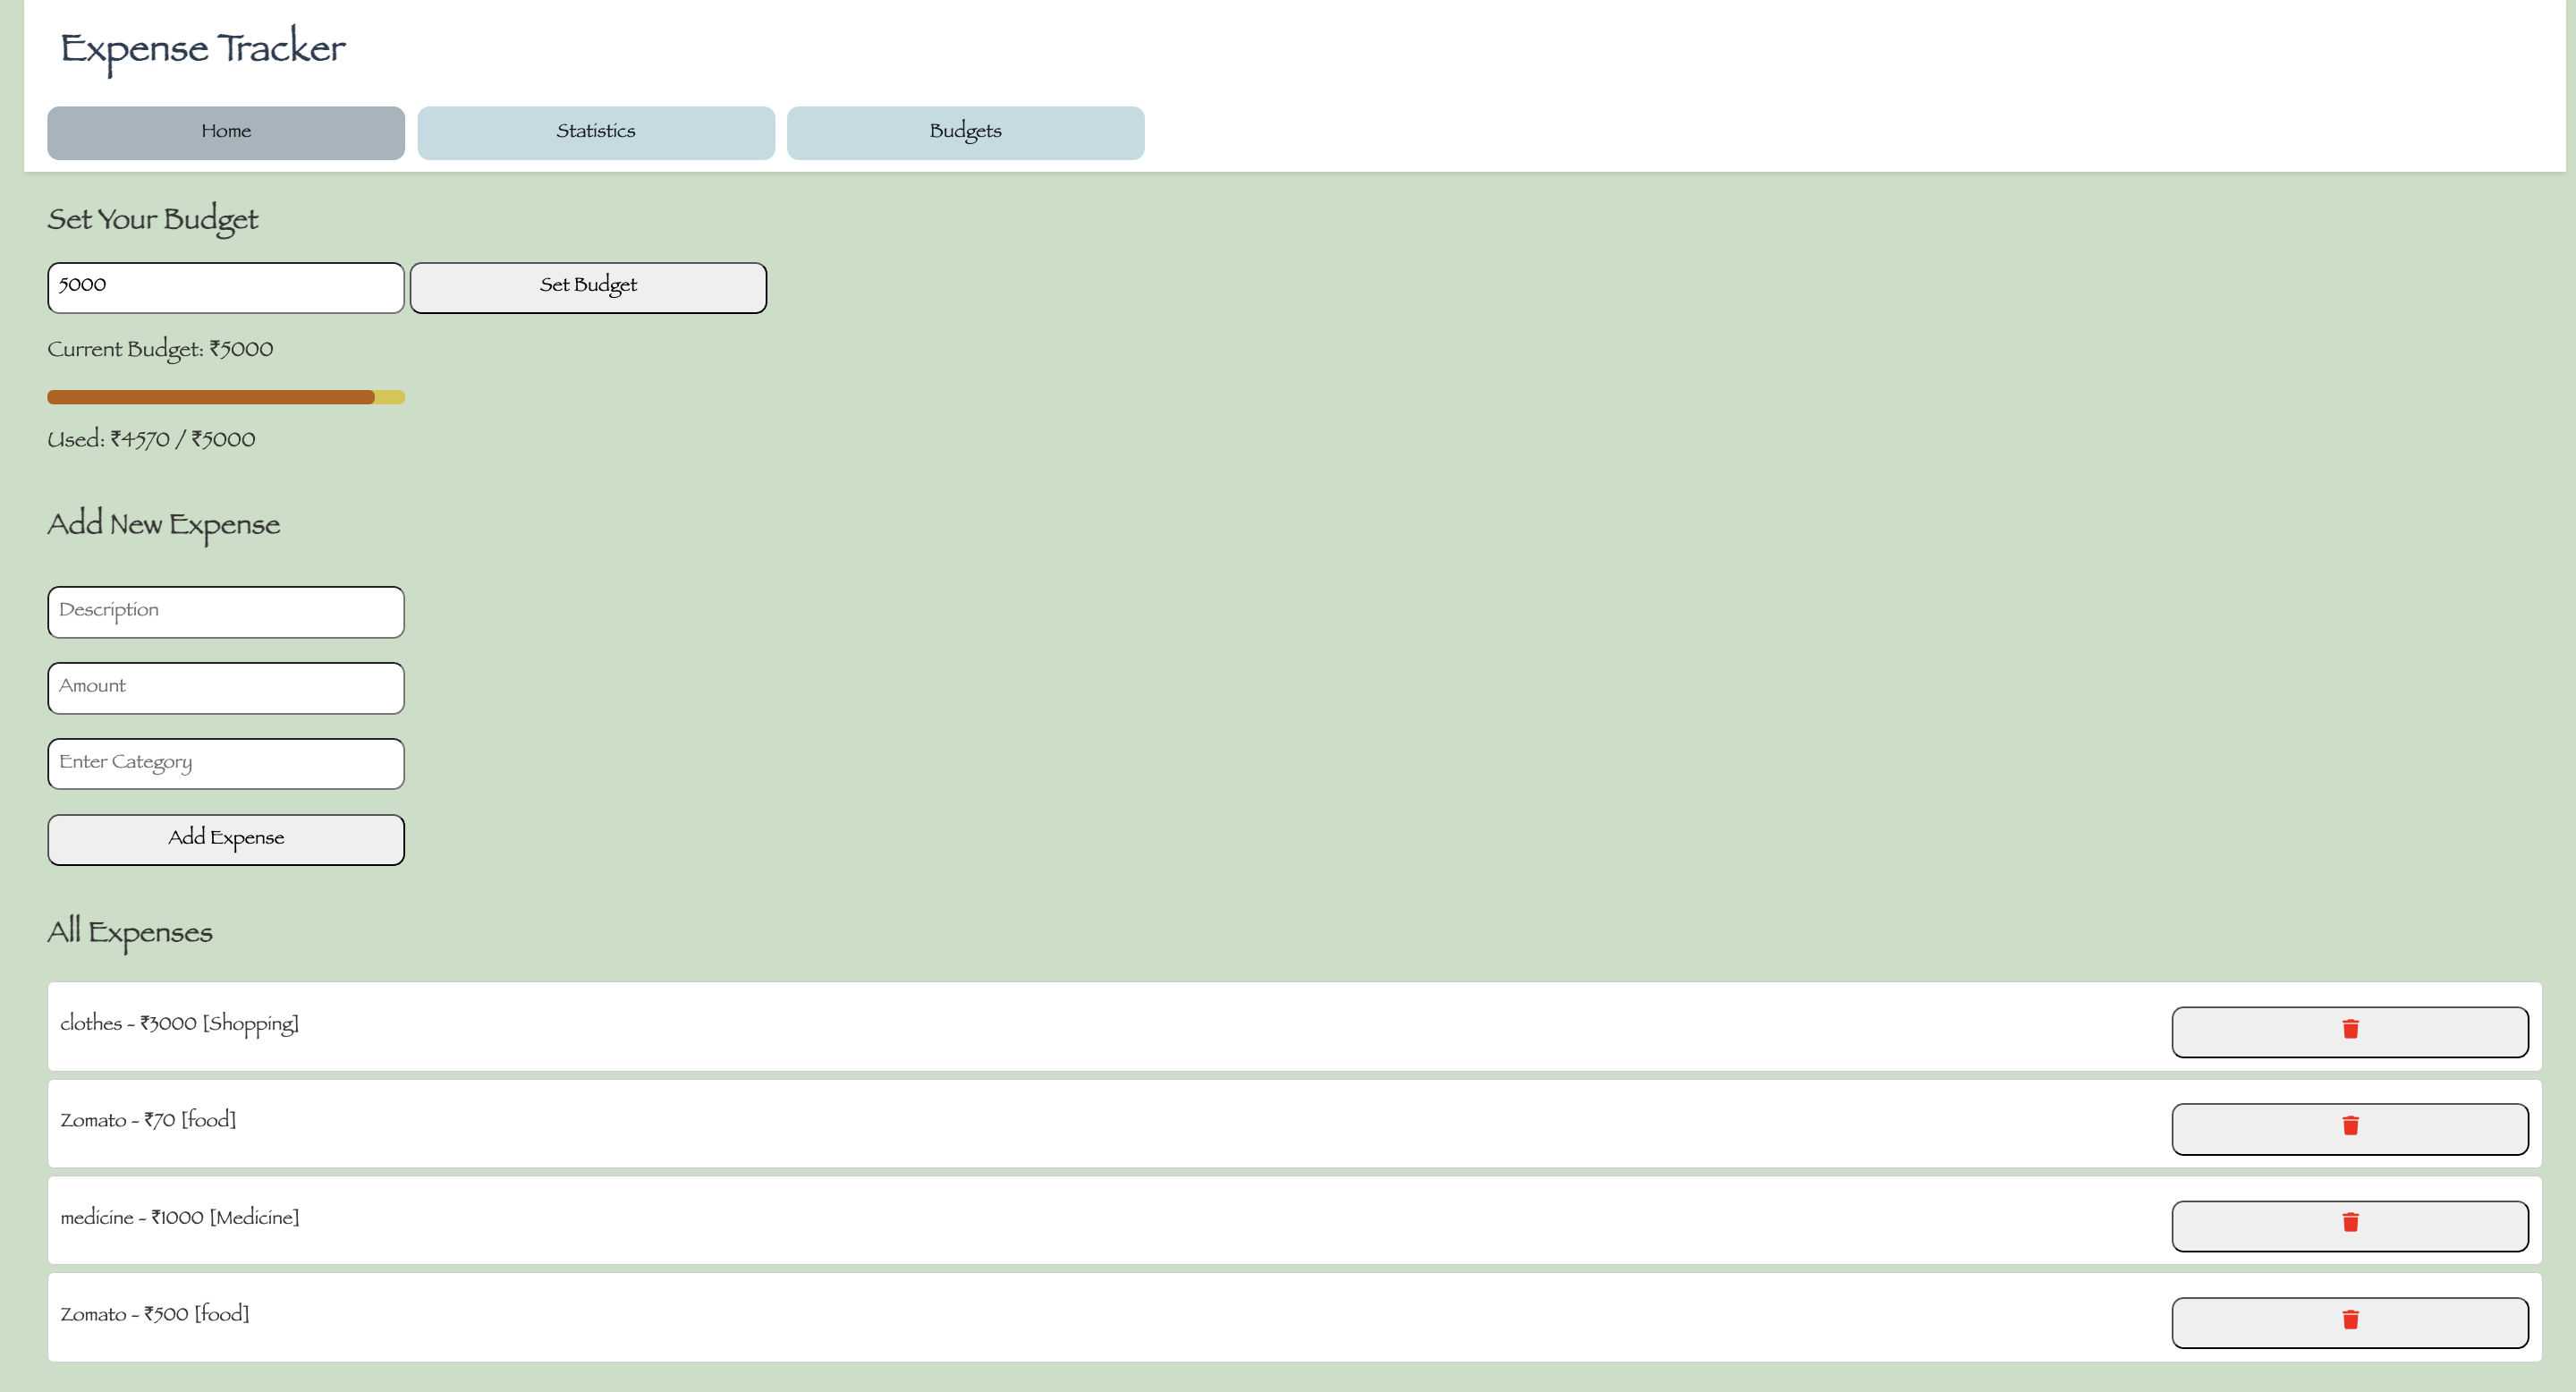 Expense Tracker
Home Statistics Budgets
Set Your Budget
5000 Set Budget
Current Budget: ₹5000
Used: ₹4570 / ₹5000
Add New Expense
Description
Amount
Enter Category
Add Expense
All Expenses
clothes - ₹3000 [Shopping]
Zomato - ₹70 [food]
medicine - ₹1000 [Medicine]
Zomato - ₹500 [food]